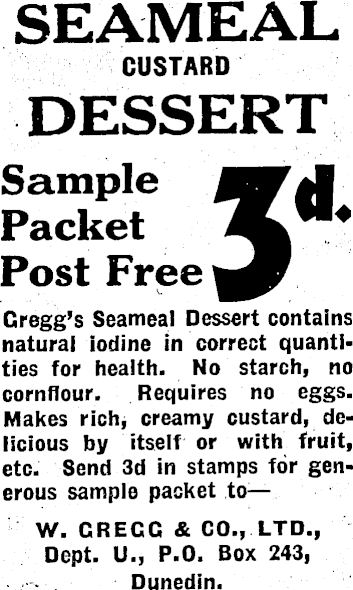 SEAMEAL
CUSTARD
DESSERT
Sample
Packet
Post Free
3d.
Gregg's Seameal Dessert contains
natural iodine in correct quanti-
ties for health. No starch, no
cornflour. Requires no eggs.
Makes rich, creamy custard, de-
licious by itself or with fruit,
etc. Send 3d in stamps for gen-
erous sample packet to—
W. GREGG & CO., LTD.,
Dept. U., P.O. Box 243,
Dunedin.